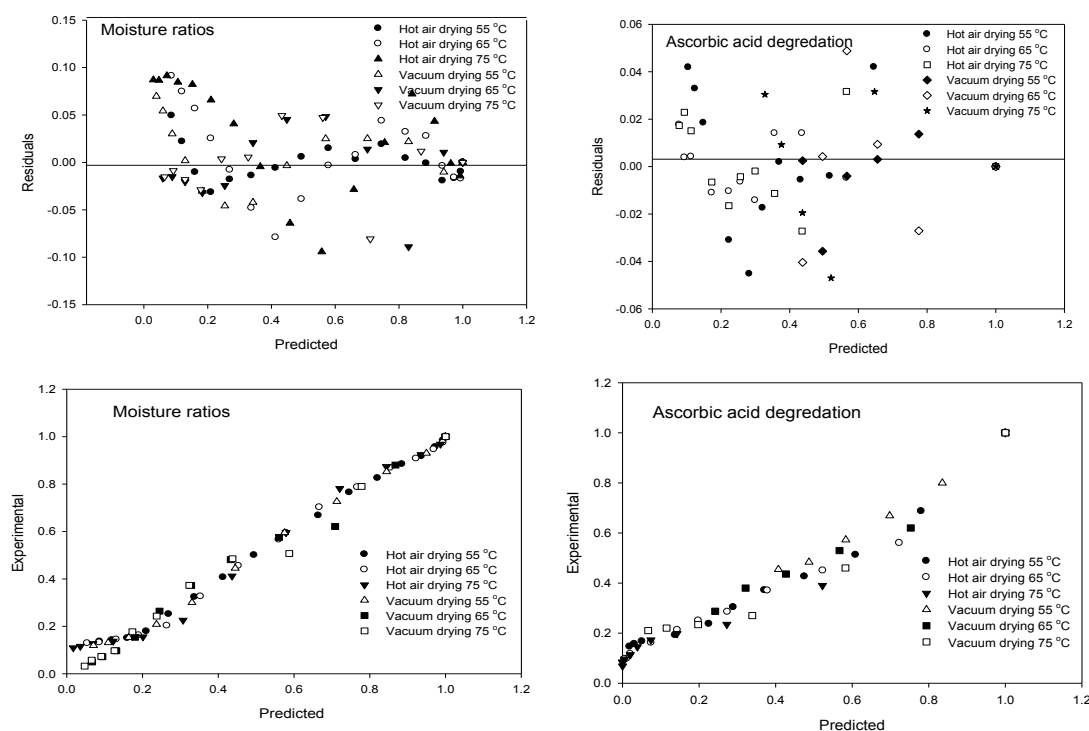 Moisture ratios
Hot air drying 55 °C
Hot air drying 65 °C
Hot air drying 75 °C
Vacuum drying 55 °C
Vacuum drying 65 °C
Vacuum drying 75 °C
0.15
0.10
0.05
0.00
-0.05
-0.10
-0.15
Residuals
0.0 0.2 0.4 0.6 0.8 1.0 1.2
Predicted
Ascorbic acid degredation
Hot air drying 55 °C
Hot air drying 65 °C
Hot air drying 75 °C
Vacuum drying 55 °C
Vacuum drying 65 °C
Vacuum drying 75 °C
0.06
0.04
0.02
0.00
-0.02
-0.04
-0.06
Residuals
0.0 0.2 0.4 0.6 0.8 1.0 1.2
Predicted
Moisture ratios
1.2
1.0
0.8
0.6
0.4
0.2
0.0
Experimental
Hot air drying 55 °C
Hot air drying 65 °C
Hot air drying 75 °C
Vacuum drying 55 °C
Vacuum drying 65 °C
Vacuum drying 75 °C
0.0 0.2 0.4 0.6 0.8 1.0 1.2
Predicted
Ascorbic acid degredation
1.2
1.0
0.8
0.6
0.4
0.2
0.0
Experimental
Hot air drying 55 °C
Hot air drying 65 °C
Hot air drying 75 °C
Vacuum drying 55 °C
Vacuum drying 65 °C
Vacuum drying 75 °C
0.0 0.2 0.4 0.6 0.8 1.0 1.2
Predicted